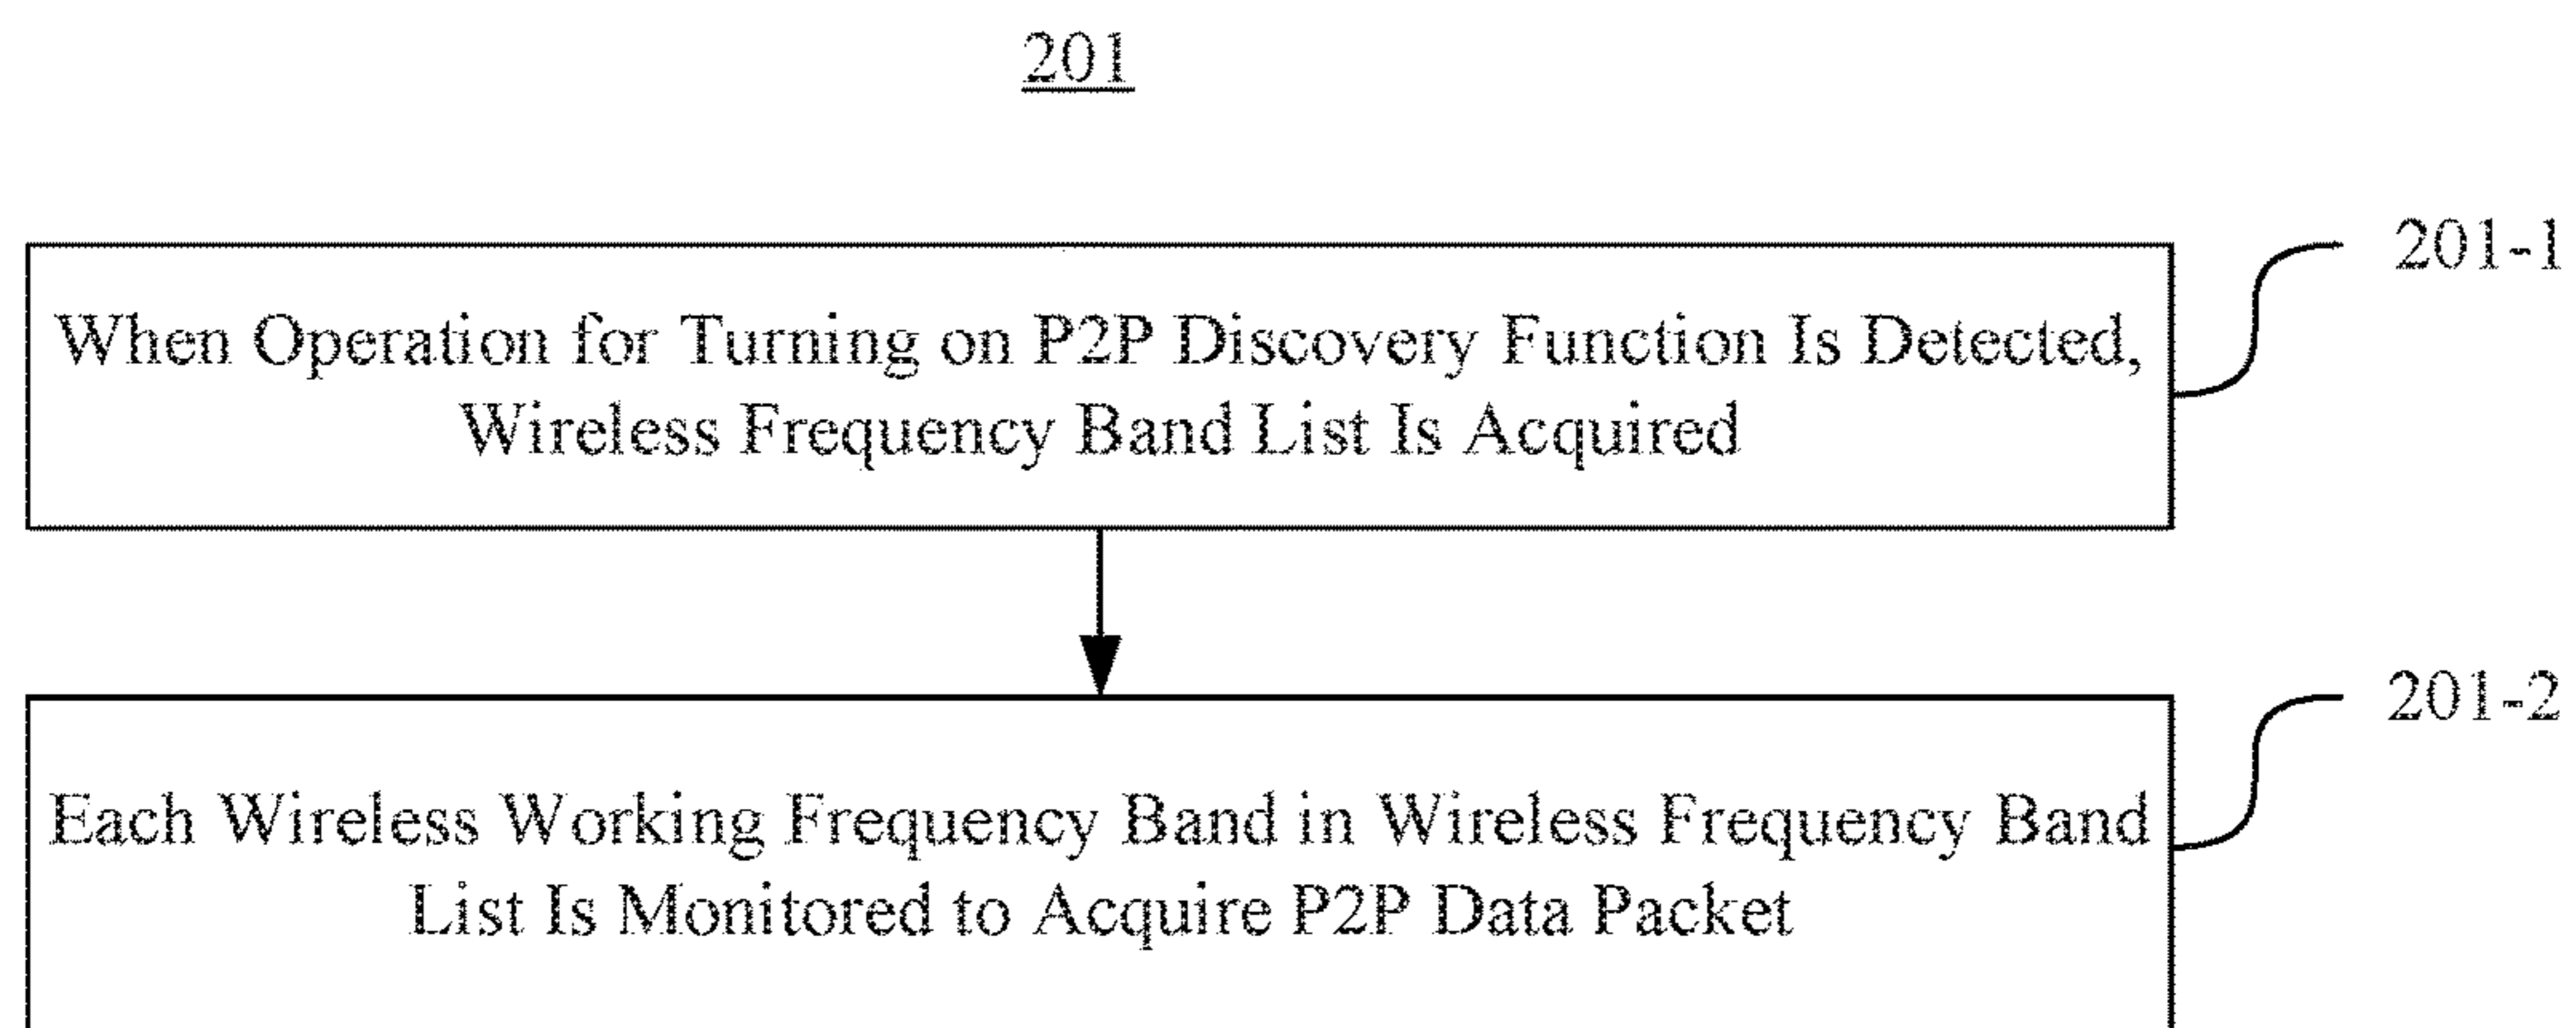 201
201-1
When Operation for Turning on P2P Discovery Function Is Detected,
Wireless Frequency Band List Is Acquired
201-2
Each Wireless Working Frequency Band in Wireless Frequency Band
List Is Monitored to Acquire P2P Data Packet